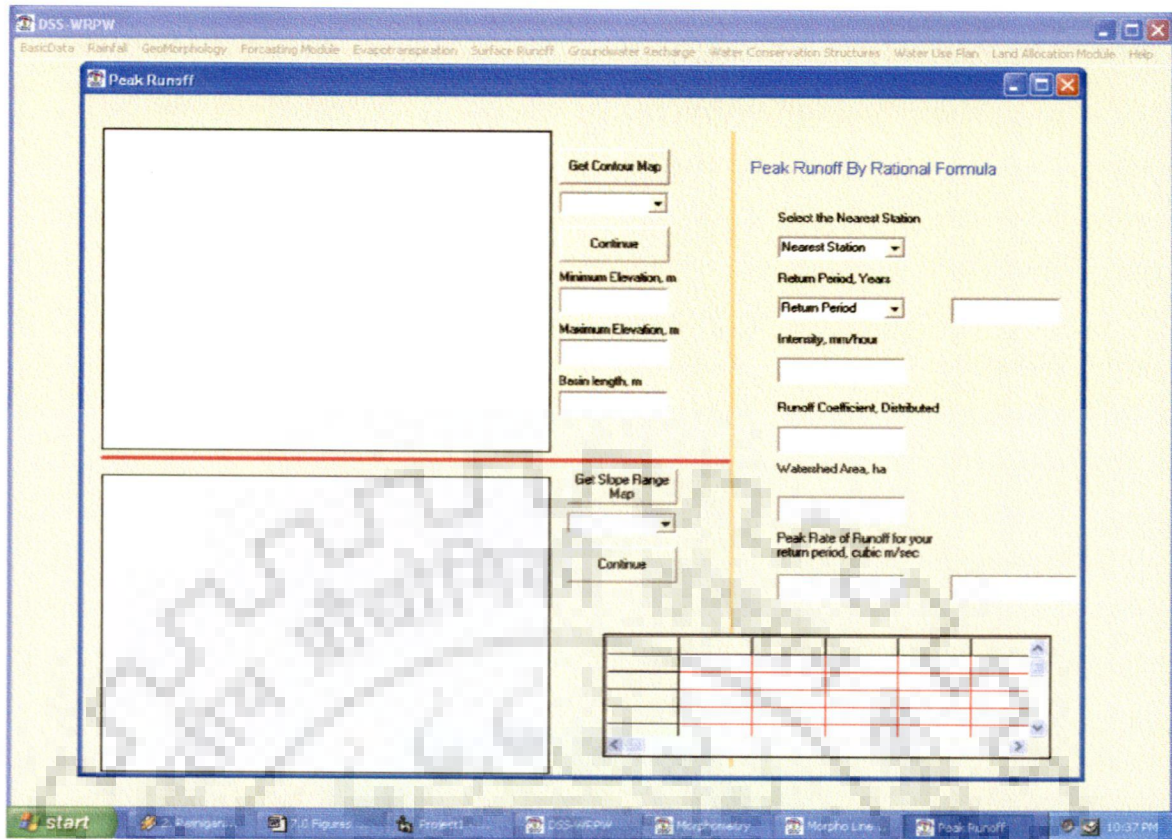 DSS-WRPW
BasicData Rainfall GeoMorphology Forcasting Module Evapotranspiration Surface Runoff Groundwater Recharge Water Conservation Structures Water Use Plan Land Allocation Module Help
Peak Runoff
Get Contour Map
Continue
Minimum Elevation, m
Maximum Elevation, m
Basin length, m
Get Slope Range
Map
Continue
Peak Runoff By Rational Formula
Select the Nearest Station
Nearest Station
Return Period, Years
Return Period
Intensity, mm/hour
Runoff Coefficient, Distributed
Watershed Area, ha
Peak Rate of Runoff for your
return period, cubic m/sec
start
7.0 Figures
Project1
DSS-WRPW
Morphometry
Morpho Line ...
Peak Runoff
10:37 PM